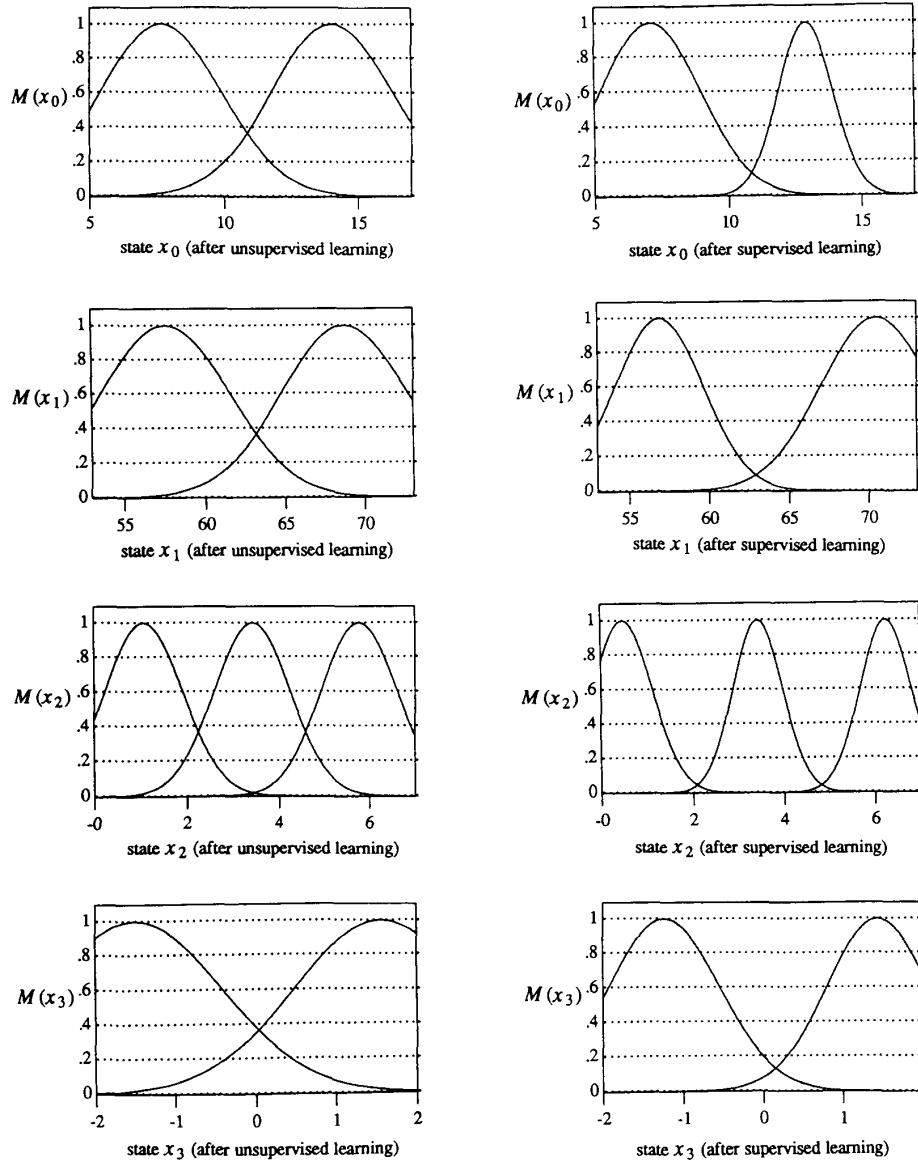 1
.8
M(x0) .6
.4
.2
0
5 10 15
state x0 (after unsupervised learning)
1
.8
M(x0) .6
.4
.2
0
5 10 15
state x0 (after supervised learning)
1
.8
M(x1) .6
.4
.2
0
55 60 65 70
state x1 (after unsupervised learning)
1
.8
M(x1) .6
.4
.2
0
55 60 65 70
state x1 (after supervised learning)
1
.8
M(x2) .6
.4
.2
0
-0 2 4 6
state x2 (after unsupervised learning)
1
.8
M(x2) .6
.4
.2
0
-0 2 4 6
state x2 (after supervised learning)
1
.8
M(x3) .6
.4
.2
0
-2 -1 0 1 2
state x3 (after unsupervised learning)
1
.8
M(x3) .6
.4
.2
0
-2 -1 0 1
state x3 (after supervised learning)